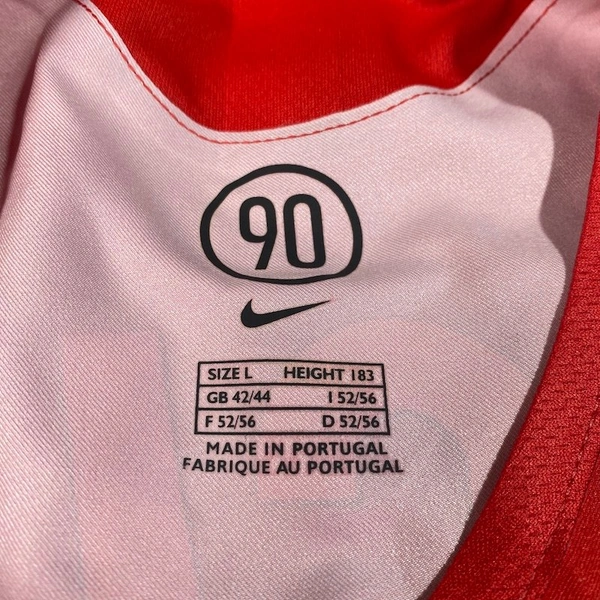 90
SIZE L HEIGHT 183
GB 42/44 I 52/56
F 52/56 D 52/56
MADE IN PORTUGAL
FABRIQUE AU PORTUGAL